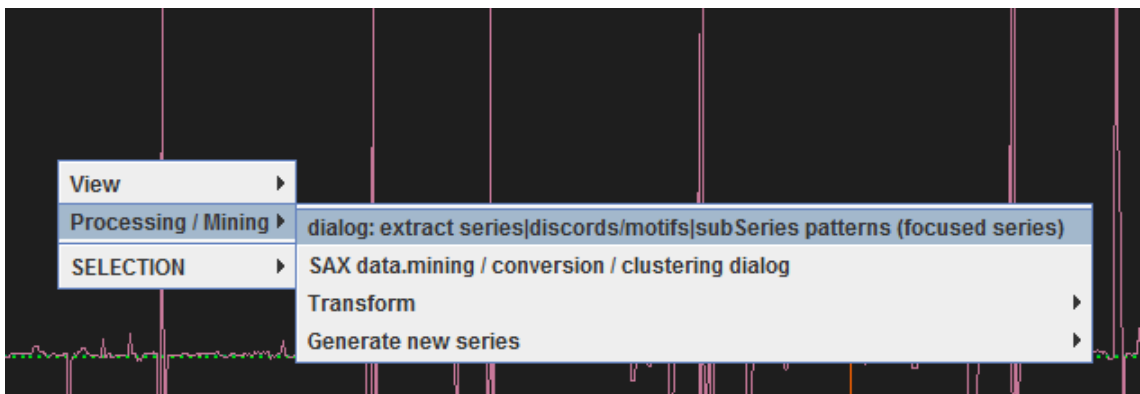 View
Processing / Mining
SELECTION
dialog: extract series|discords/motifs|subSeries patterns (focused series)
SAX data.mining / conversion / clustering dialog
Transform
Generate new series